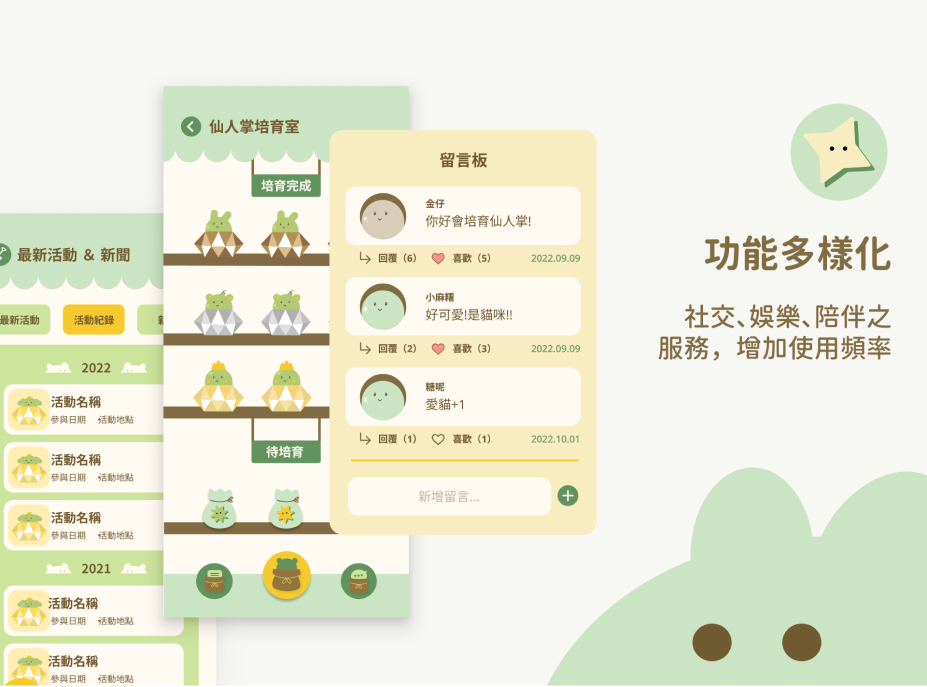 最新活動 & 新聞
最新活動
活動紀錄
2022
活動名稱
參與日期 活動地點
活動名稱
參與日期 活動地點
活動名稱
參與日期 活動地點
2021
活動名稱
參與日期 活動地點
活動名稱
參與日期 活動地點
仙人掌培育室
培育完成
待培育
留言板
金仔
你好會培育仙人掌!
回覆（6） 喜歡（5） 2022.09.09
小麻糬
好可愛!是貓咪!!
回覆（2） 喜歡（3） 2022.09.09
糖呢
愛貓+1
回覆（1） 喜歡（1） 2022.10.01
新增留言...
功能多樣化
社交、娛樂、陪伴之
服務，增加使用頻率